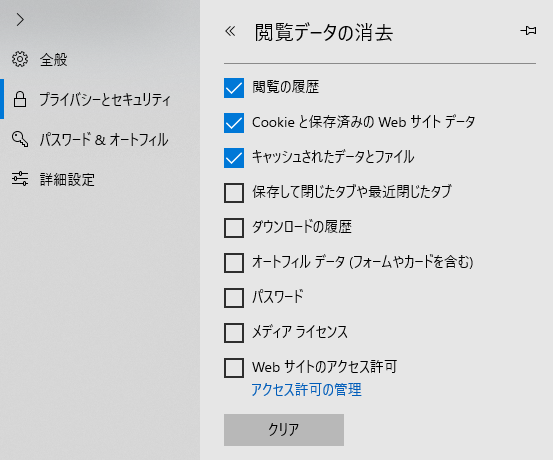 閲覧データの消去
全般
プライバシーとセキュリティ
パスワード & オートフィル
詳細設定
閲覧の履歴
Cookie と保存済みの Web サイト データ
キャッシュされたデータとファイル
保存して閉じたタブや最近閉じたタブ
ダウンロードの履歴
オートフィル データ (フォームやカードを含む)
パスワード
メディア ライセンス
Web サイトのアクセス許可
アクセス許可の管理
クリア